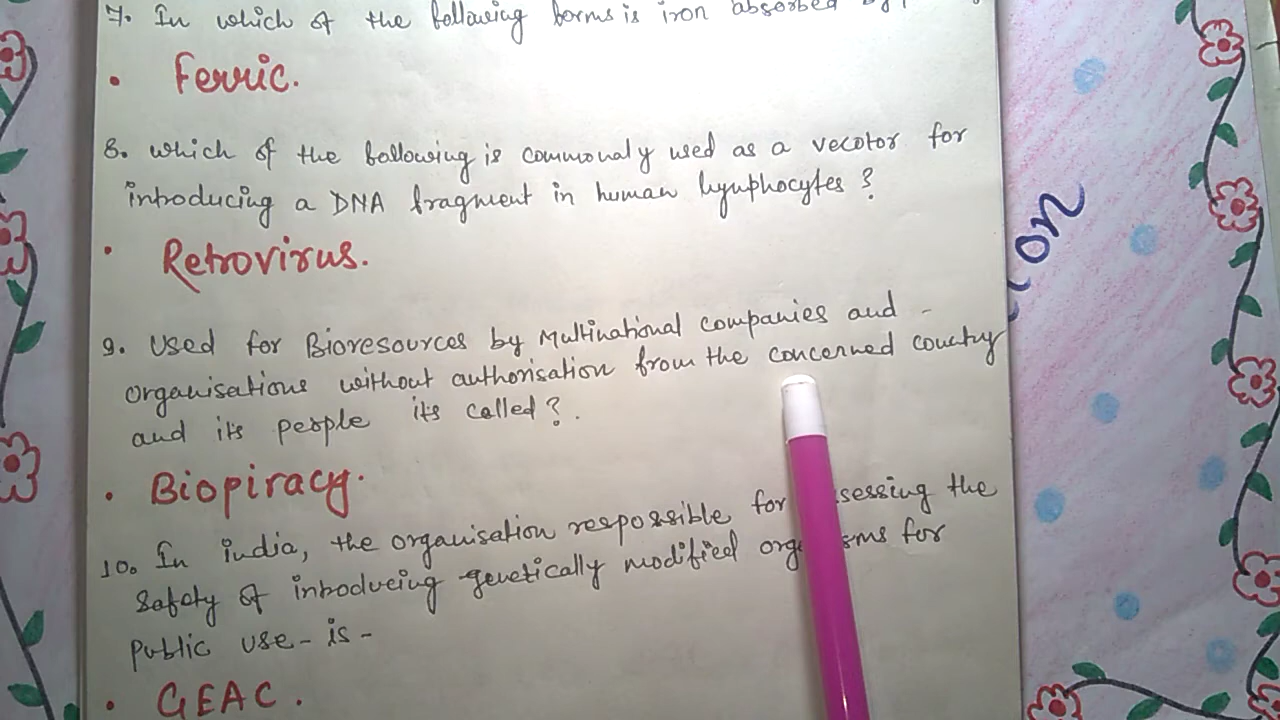 7. In which of the following forms is iron absorbed
• Ferric.
8. which of the following is commonaly used as a vecotor for
introducing a DNA fragment in human lymphocytes ?
• Retrovirus.
9. Used for Bioresources by Multinational companies and -
organisations without authorisation from the concerned country
and its people its called ?.
• Biopiracy.
10. In india, the organisation respossible for the
safety of introducing genetically modified for
public use - is -
• GEAC.